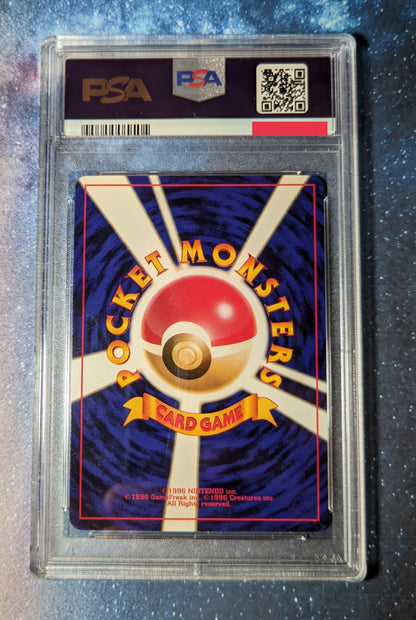 PSA PSA
POCKET MONSTERS
CARD GAME
©1996 NINTENDO inc.
©1996 GameFreak inc. ©1996 Creatures inc.
All Rights reserved.